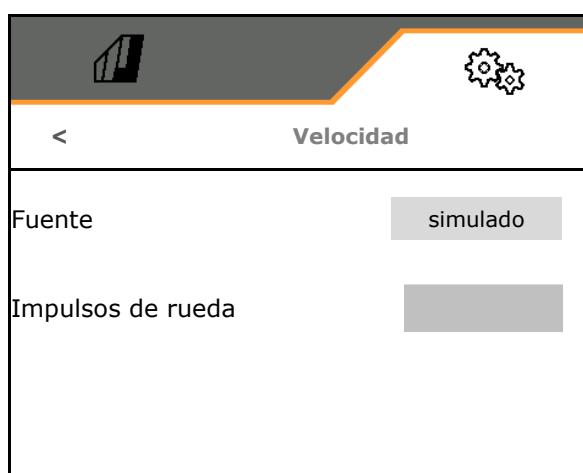 < Velocidad
Fuente simulado
Impulsos de rueda